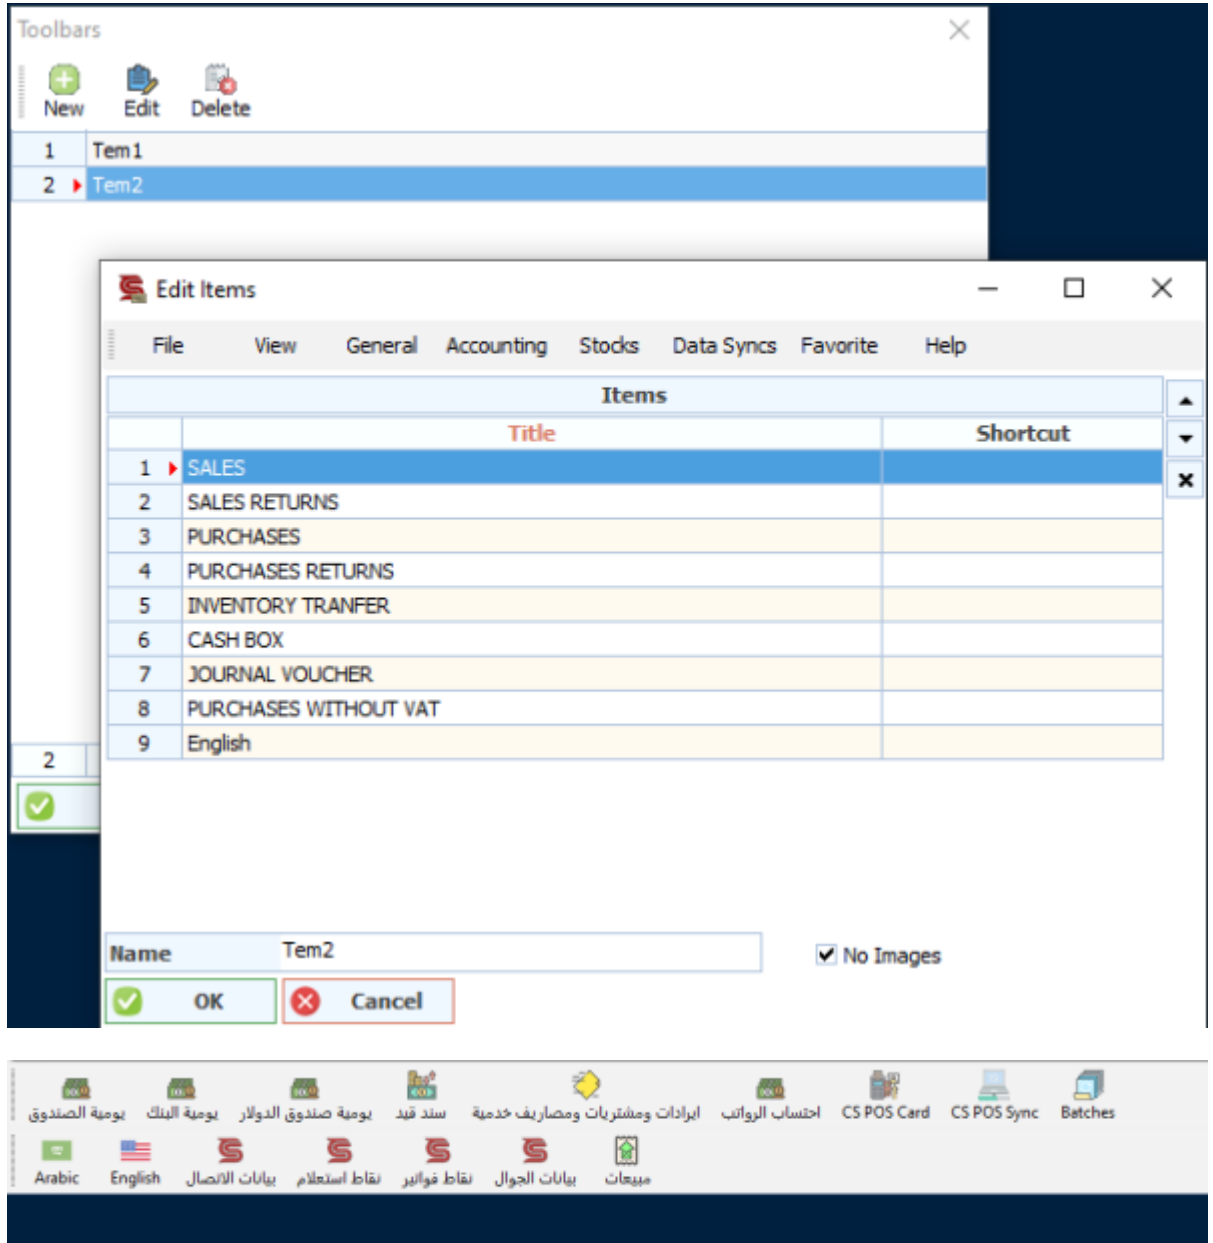 Toolbars
New Edit Delete
1 Tem1
2 Tem2
Edit Items
File View General Accounting Stocks Data Syncs Favorite Help
Items
Title Shortcut
1 SALES
2 SALES RETURNS
3 PURCHASES
4 PURCHASES RETURNS
5 INVENTORY TRANFER
6 CASH BOX
7 JOURNAL VOUCHER
8 PURCHASES WITHOUT VAT
9 English
2
Name Tem2 No Images
OK Cancel
يومية الصندوق يومية البنك يومية صندوق الدولار سند قيد ايرادات ومشتريات ومصاريف خدمية احتساب الرواتب CS POS Card CS POS Sync Batches
Arabic English بيانات الاتصال نقاط استعلام نقاط فواتير بيانات الجوال مبيعات